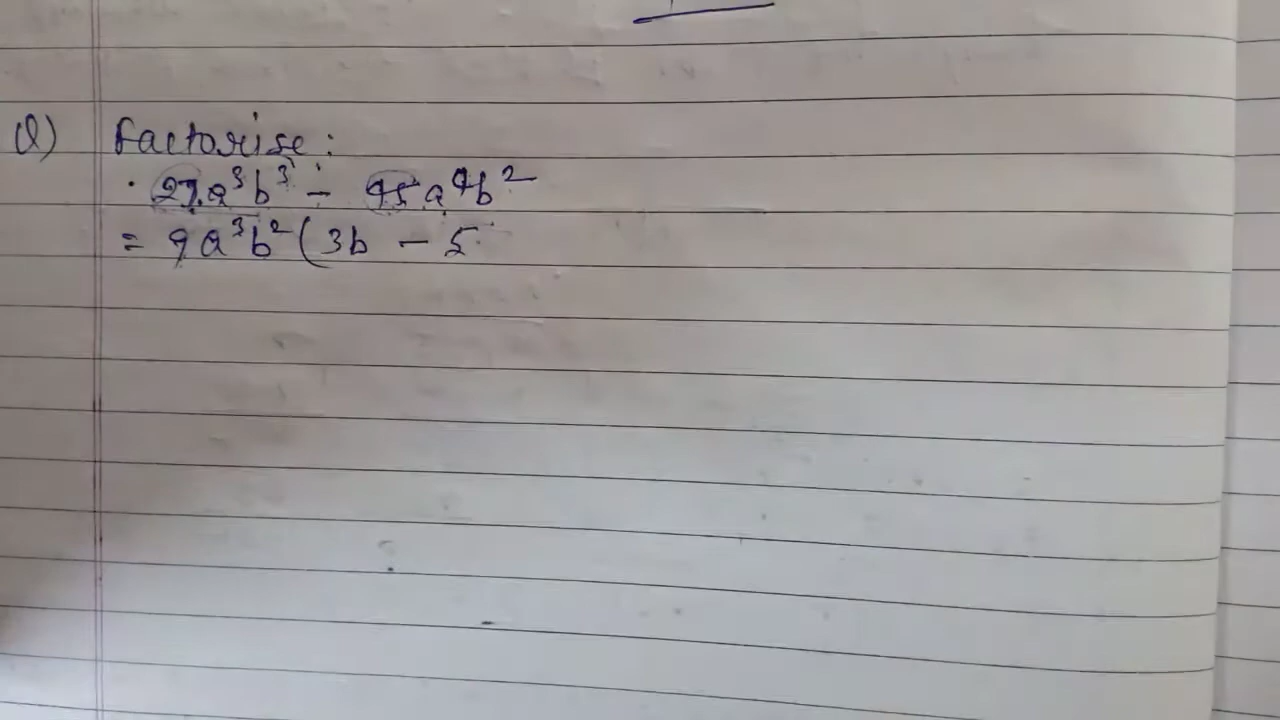 Q) Factorise:
27a³b³ - 45a⁴b²
= 9a³b² (3b - 5